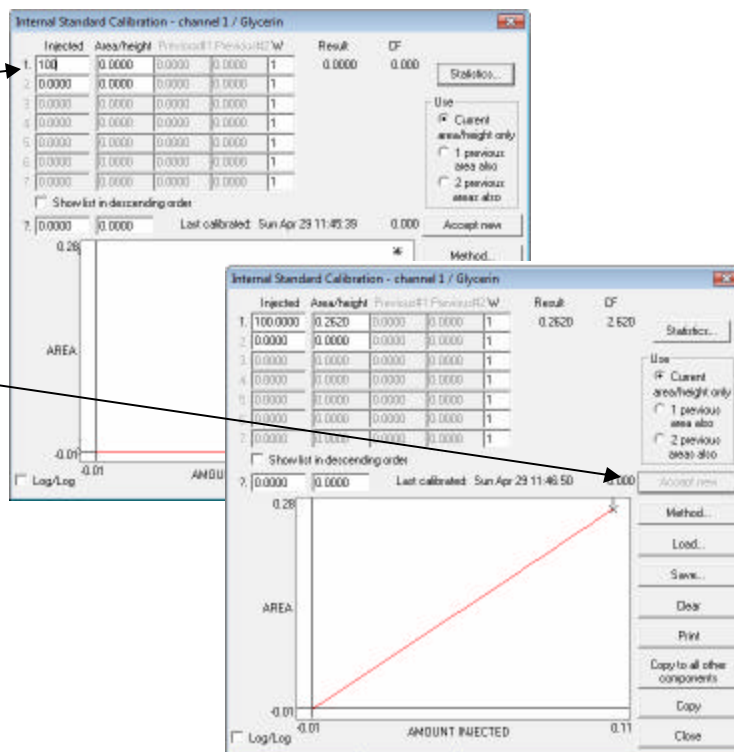 Internal Standard Calibration - channel 1 / Glycerin
Injected Area/height Previous#1 Previous#2 W Result CF
1. 100 0.0000 0.0000 0.0000 1 0.0000 0.000
2. 0.0000 0.0000 0.0000 0.0000 1
3. 0.0000 0.0000 0.0000 0.0000 1
4. 0.0000 0.0000 0.0000 0.0000 1
5. 0.0000 0.0000 0.0000 0.0000 1
6. 0.0000 0.0000 0.0000 0.0000 1
7. 0.0000 0.0000 0.0000 0.0000 1
Statistics...
Use
Current area/height only
1 previous area also
2 previous areas also
Show list in descending order
?. 0.0000 0.0000 Last calibrated: Sun Apr 29 11:45:39 0.000 Accept new
Method...
0.28
AREA
-0.01
-0.01
Log/Log
Internal Standard Calibration - channel 1 / Glycerin
Injected Area/height Previous#1 Previous#2 W Result CF
1. 100.0000 0.2620 0.0000 0.0000 1 0.2620 2.620
2. 0.0000 0.0000 0.0000 0.0000 1
3. 0.0000 0.0000 0.0000 0.0000 1
4. 0.0000 0.0000 0.0000 0.0000 1
5. 0.0000 0.0000 0.0000 0.0000 1
6. 0.0000 0.0000 0.0000 0.0000 1
7. 0.0000 0.0000 0.0000 0.0000 1
Statistics...
Use
Current area/height only
1 previous area also
2 previous areas also
Show list in descending order
?. 0.0000 0.0000 Last calibrated: Sun Apr 29 11:46:50 0.000 Accept new
Method...
Load...
Save...
Clear
Print
Copy to all other components
Copy
Close
0.28
AREA
-0.01
-0.01 AMOUNT INJECTED 0.11
Log/Log